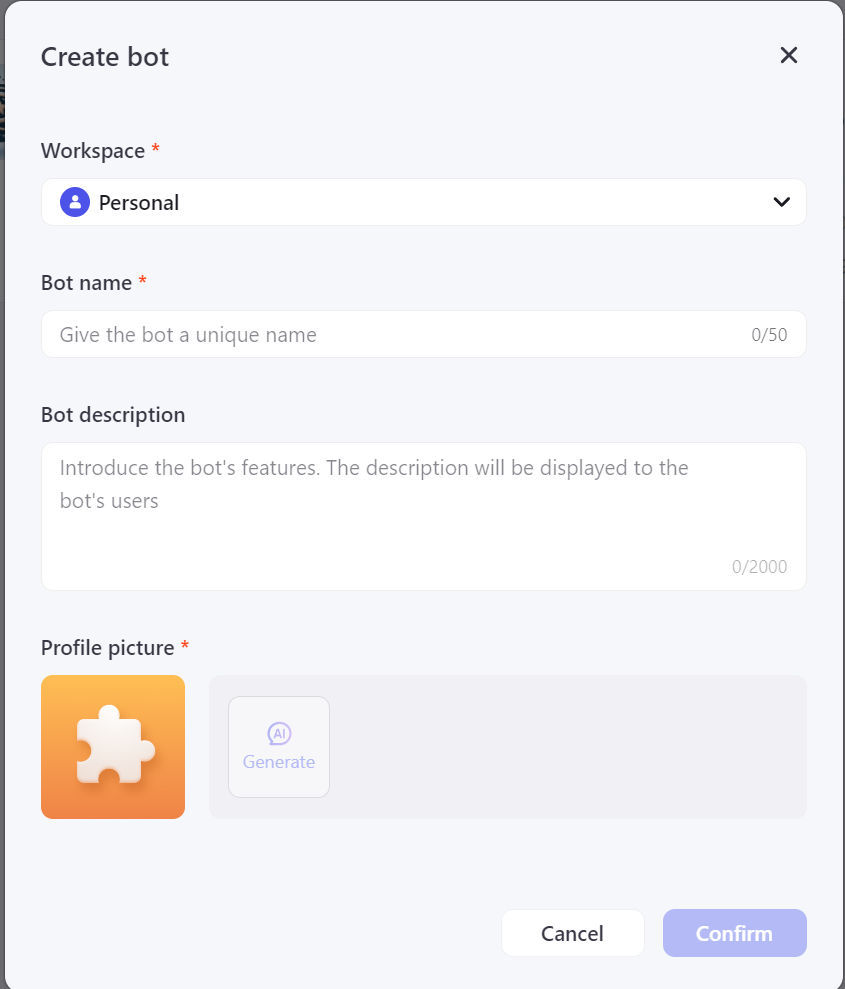 Create bot
Workspace *
Personal
Bot name *
Give the bot a unique name 0/50
Bot description
Introduce the bot's features. The description will be displayed to the
bot's users
0/2000
Profile picture *
AI
Generate
Cancel Confirm